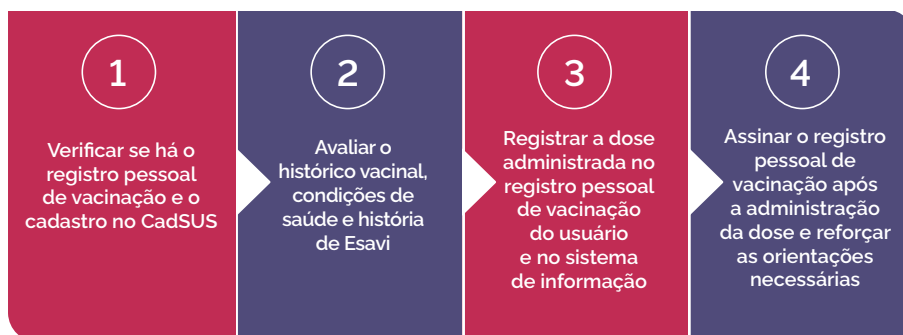 1
Verificar se há o
registro pessoal
de vacinação e o
cadastro no CadSUS
2
Avaliar o
histórico vacinal,
condições de
saúde e história
de Esavi
3
Registrar a dose
administrada no
registro pessoal
de vacinação
do usuário
e no sistema
de informação
4
Assinar o registro
pessoal de
vacinação após
a administração
da dose e reforçar
as orientações
necessárias